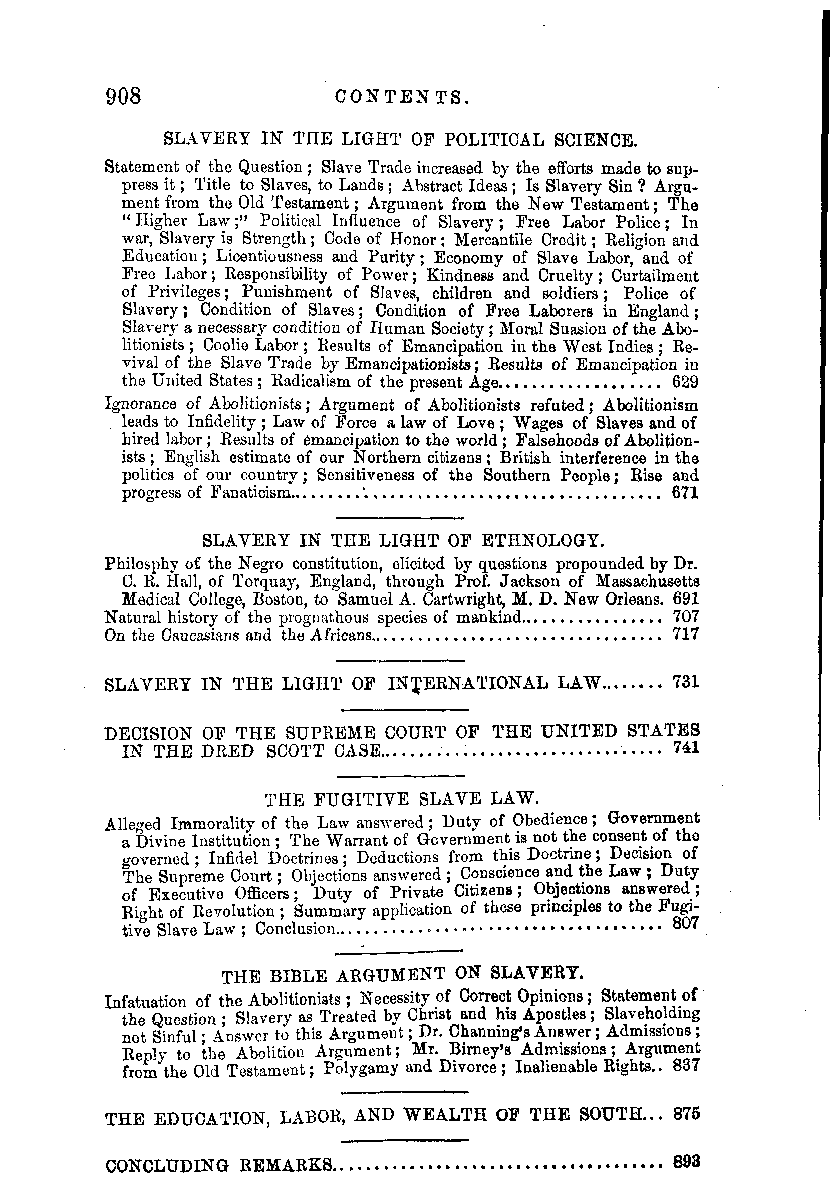 908 CONTENTS.
SLAVERY IN THE LIGHT OF POLITICAL SCIENCE.
Statement of the Question; Slave Trade increased by the efforts made to sup-
press it; Title to Slaves, to Lands; Abstract Ideas; Is Slavery Sin? Argu-
ment from the Old Testament; Argument from the New Testament; The
"Higher Law;" Political Influence of Slavery; Free Labor Police; In
war, Slavery is Strength; Code of Honor; Mercantile Credit; Religion and
Education; Licentiousness and Purity; Economy of Slave Labor, and of
Free Labor; Responsibility of Power; Kindness and Cruelty; Curtailment
of Privileges; Punishment of Slaves, children and soldiers; Police of
Slavery; Condition of Slaves; Condition of Free Laborers in England;
Slavery a necessary condition of Human Society; Moral Suasion of the Abo-
litionists; Coolie Labor; Results of Emancipation in the West Indies; Re-
vival of the Slave Trade by Emancipationists; Results of Emancipation in
the United States; Radicalism of the present Age................... 629
Ignorance of Abolitionists; Argument of Abolitionists refuted; Abolitionism
leads to Infidelity; Law of Force a law of Love; Wages of Slaves and of
hired labor; Results of emancipation to the world; Falsehoods of Abolition-
ists; English estimate of our Northern citizens; British interference in the
politics of our country; Sensitiveness of the Southern People; Rise and
progress of Fanaticism........................................... 671
SLAVERY IN THE LIGHT OF ETHNOLOGY.
Philosphy of the Negro constitution, elicited by questions propounded by Dr.
C. R. Hall, of Torquay, England, through Prof. Jackson of Massachusetts
Medical College, Boston, to Samuel A. Cartwright, M. D. New Orleans. 691
Natural history of the prognathous species of mankind................ 707
On the Caucasians and the Africans.................................. 717
SLAVERY IN THE LIGHT OF INTERNATIONAL LAW........ 731
DECISION OF THE SUPREME COURT OF THE UNITED STATES
IN THE DRED SCOTT CASE................................. 741
THE FUGITIVE SLAVE LAW.
Alleged Immorality of the Law answered; Duty of Obedience; Government
a Divine Institution; The Warrant of Government is not the consent of the
governed; Infidel Doctrines; Deductions from this Doctrine; Decision of
The Supreme Court; Objections answered; Conscience and the Law; Duty
of Executive Officers; Duty of Private Citizens; Objections answered;
Right of Revolution; Summary application of these principles to the Fugi-
tive Slave Law; Conclusion...................................... 807
THE BIBLE ARGUMENT ON SLAVERY.
Infatuation of the Abolitionists; Necessity of Correct Opinions; Statement of
the Question; Slavery as Treated by Christ and his Apostles; Slaveholding
not Sinful; Answer to this Argument; Dr. Channing's Answer; Admissions;
Reply to the Abolition Argument; Mr. Birney's Admissions; Argument
from the Old Testament; Polygamy and Divorce; Inalienable Rights.. 837
THE EDUCATION, LABOR, AND WEALTH OF THE SOUTH... 875
CONCLUDING REMARKS...................................... 893